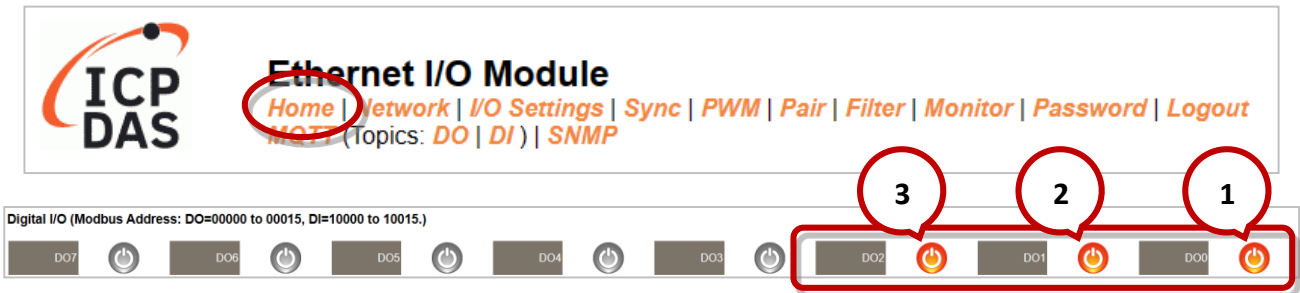 ICP
DAS
Ethernet I/O Module
Home | Network | I/O Settings | Sync | PWM | Pair | Filter | Monitor | Password | Logout
MQTT (Topics: DO | DI ) | SNMP
3 2 1
Digital I/O (Modbus Address: DO=00000 to 00015, DI=10000 to 10015.)
DO7 DO6 DO5 DO4 DO3 DO2 DO1 DO0